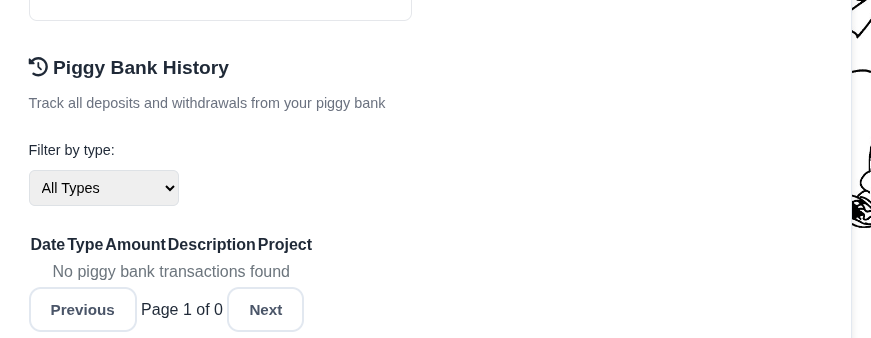 Piggy Bank History
Track all deposits and withdrawals from your piggy bank
Filter by type:
All Types
Date Type Amount Description Project
No piggy bank transactions found
Previous Page 1 of 0 Next